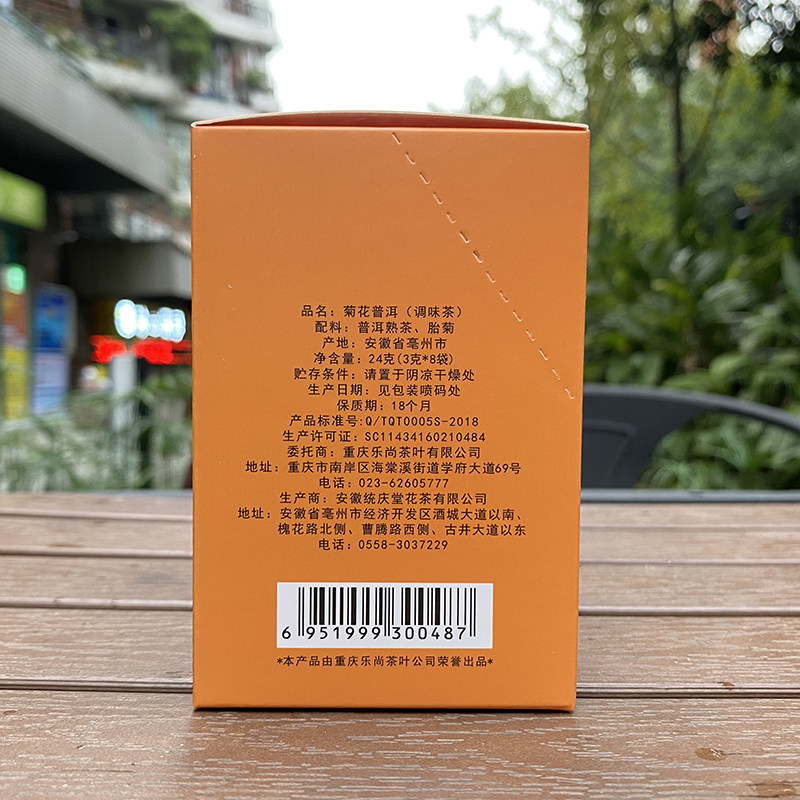 品名：菊花普洱（调味茶）
配料：普洱熟茶、胎菊
产地：安徽省亳州市
净含量：24克(3克*8袋)
贮存条件：请置于阴凉干燥处
生产日期：见包装喷码处
保质期：18个月
产品标准号:Q/TQT0005S-2018
生产许可证：SC11434160210484
委托商：重庆乐尚茶叶有限公司
地址：重庆市南岸区海棠溪街道学府大道69号
电话：023-62605777
生产商：安徽统庆堂花茶有限公司
地址：安徽省亳州市经济开发区酒城大道以南、
槐花路北侧、曹腾路西侧、古井大道以东
电话：0558-3037229
6 951999 300487
*本产品由重庆乐尚茶叶公司荣誉出品*